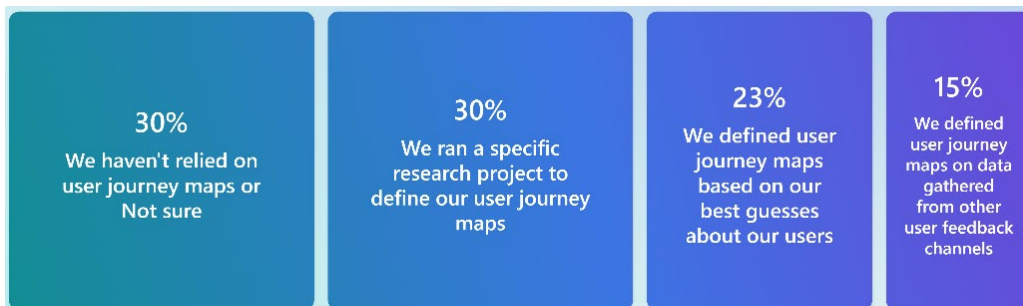 30%
We haven't relied on
user journey maps or
Not sure
30%
We ran a specific
research project to
define our user journey
maps
23%
We defined user
journey maps
based on our
best guesses
about our users
15%
We defined
user journey
maps on data
gathered
from other
user feedback
channels